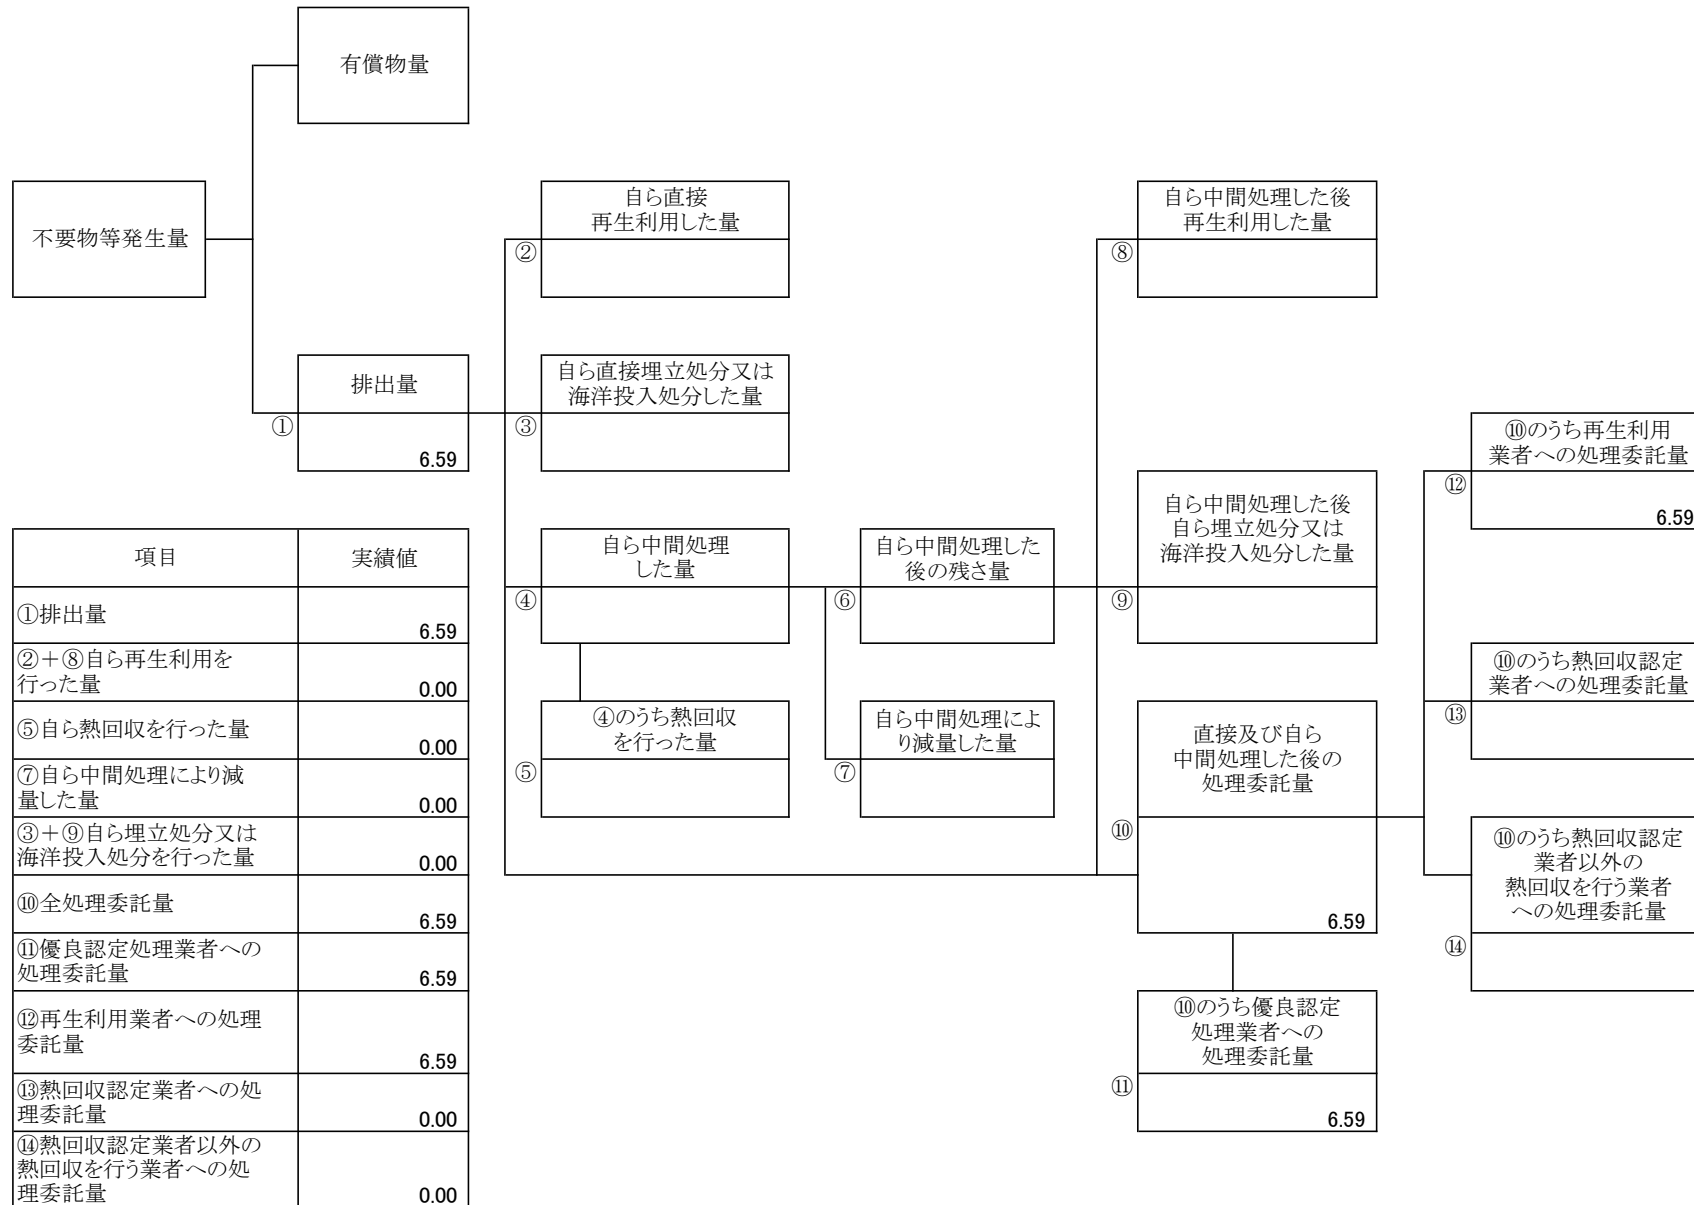 有償物量
不要物等発生量
自ら直接
再生利用した量
②
自ら中間処理した後
再生利用した量
⑧
排出量
①
6.59
自ら直接埋立処分又は
海洋投入処分した量
③
⑩のうち再生利用
業者への処理委託量
⑫
6.59
自ら中間処理
した量
④
自ら中間処理した
後の残さ量
⑥
自ら中間処理した後
自ら埋立処分又は
海洋投入処分した量
⑨
⑩のうち熱回収認定
業者への処理委託量
⑬
④のうち熱回収
を行った量
⑤
自ら中間処理によ
り減量した量
⑦
直接及び自ら
中間処理した後の
処理委託量
⑩
6.59
⑩のうち熱回収認定
業者以外の
熱回収を行う業者
への処理委託量
⑭
⑩のうち優良認定
処理業者への
処理委託量
⑪
6.59
項目 実績値
①排出量
6.59
②+⑧自ら再生利用を
行った量
0.00
⑤自ら熱回収を行った量
0.00
⑦自ら中間処理により減
量した量
0.00
③+⑨自ら埋立処分又は
海洋投入処分を行った量
0.00
⑩全処理委託量
6.59
⑪優良認定処理業者への
処理委託量
6.59
⑫再生利用業者への処理
委託量
6.59
⑬熱回収認定業者への処
理委託量
0.00
⑭熱回収認定業者以外の
熱回収を行う業者への処
理委託量
0.00